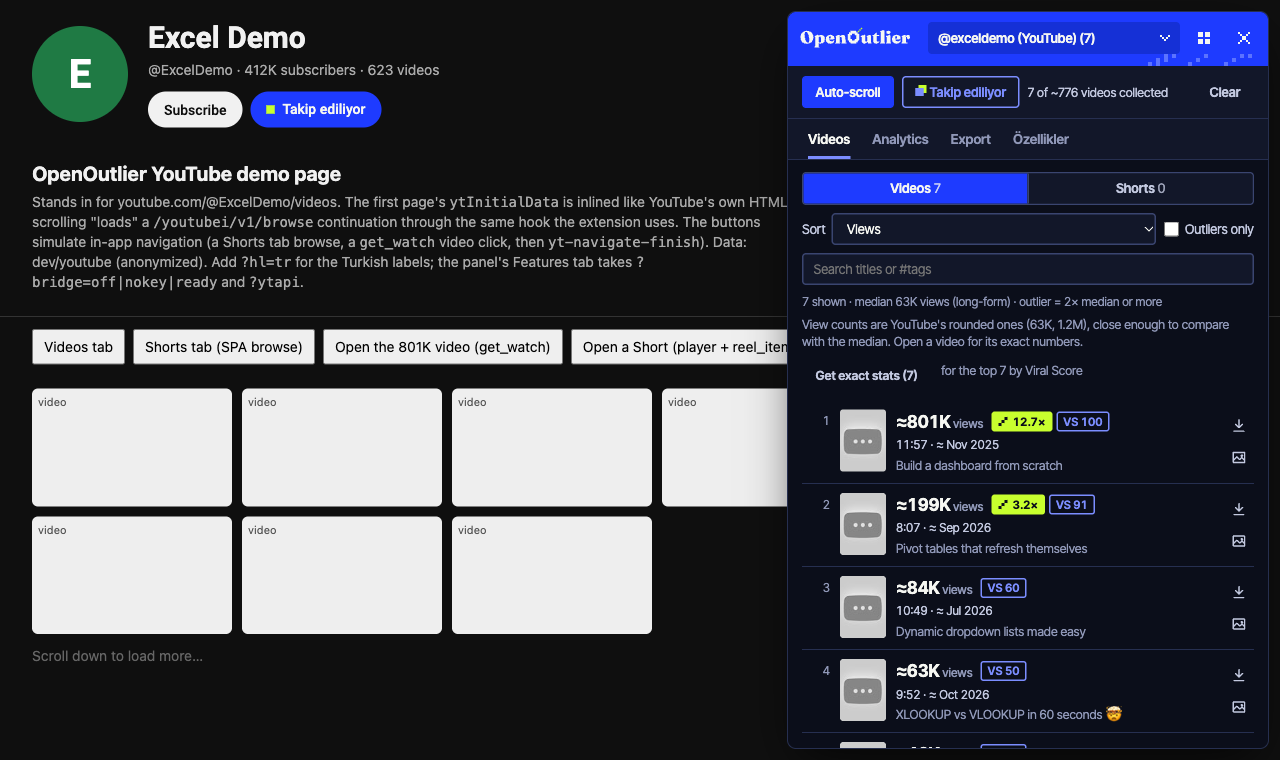 E
Excel Demo
@ExcelDemo · 412K subscribers · 623 videos
Subscribe
Takip ediliyor
OpenOutlier YouTube demo page
Stands in for youtube.com/@ExcelDemo/videos. The first page's ytInitialData is inlined like YouTube's own HTML
scrolling "loads" a /youtubei/v1/browse continuation through the same hook the extension uses. The buttons
simulate in-app navigation (a Shorts tab browse, a get_watch video click, then yt-navigate-finish). Data:
dev/youtube (anonymized). Add ?hl=tr for the Turkish labels; the panel's Features tab takes ?
bridge=off|nokey|ready and ?ytapi.
Videos tab
Shorts tab (SPA browse)
Open the 801K video (get_watch)
Open a Short (player + reel_item
video
video
video
video
video
video
video
Scroll down to load more...
OpenOutlier
@exceldemo (YouTube) (7)
Auto-scroll
Takip ediliyor
7 of ~776 videos collected
Clear
Videos
Analytics
Export
Özellikler
Videos 7
Shorts 0
Sort
Views
Outliers only
Search titles or #tags
7 shown · median 63K views (long-form) · outlier = 2× median or more
View counts are YouTube's rounded ones (63K, 1.2M), close enough to compare
with the median. Open a video for its exact numbers.
Get exact stats (7)
for the top 7 by Viral Score
1
≈801K views
12.7×
VS 100
11:57 · ≈ Nov 2025
Build a dashboard from scratch
2
≈199K views
3.2×
VS 91
8:07 · ≈ Sep 2026
Pivot tables that refresh themselves
3
≈84K views
VS 60
10:49 · ≈ Jul 2026
Dynamic dropdown lists made easy
4
≈63K views
VS 50
9:52 · ≈ Oct 2026
XLOOKUP vs VLOOKUP in 60 seconds 🤯